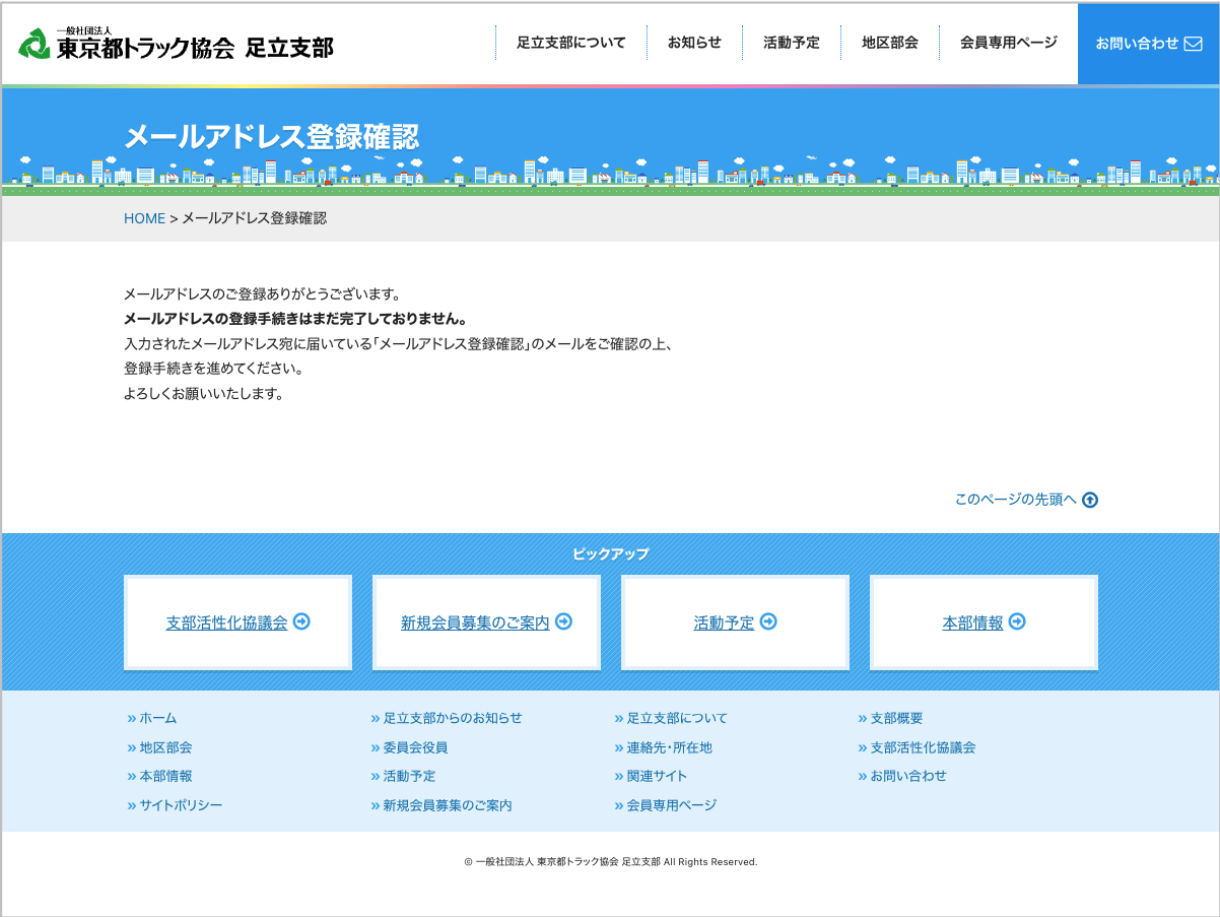 一般社団法人
東京都トラック協会 足立支部
足立支部について
お知らせ
活動予定
地区部会
会員専用ページ
お問い合わせ
メールアドレス登録確認
HOME > メールアドレス登録確認
メールアドレスのご登録ありがとうございます。
メールアドレスの登録手続きはまだ完了しておりません。
入力されたメールアドレス宛に届いている「メールアドレス登録確認」のメールをご確認の上、
登録手続きを進めてください。
よろしくお願いいたします。
このページの先頭へ
ピックアップ
支部活性化協議会
新規会員募集のご案内
活動予定
本部情報
» ホーム
» 足立支部からのお知らせ
» 足立支部について
» 支部概要
» 地区部会
» 委員会役員
» 連絡先・所在地
» 支部活性化協議会
» 本部情報
» 活動予定
» 関連サイト
» お問い合わせ
» サイトポリシー
» 新規会員募集のご案内
» 会員専用ページ
© 一般社団法人 東京都トラック協会 足立支部 All Rights Reserved.